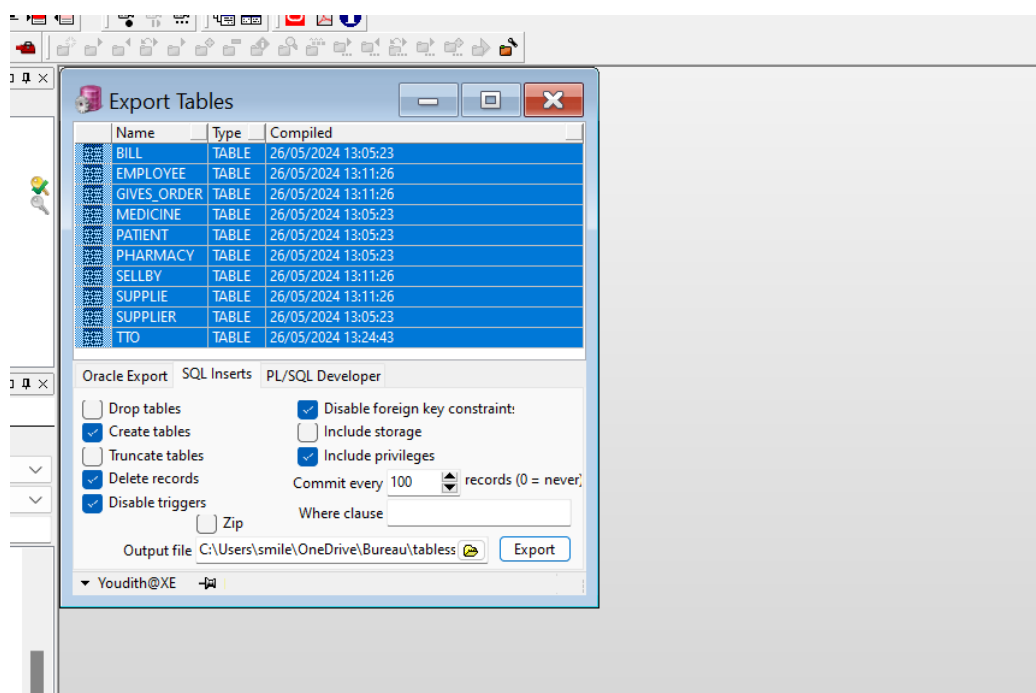 Export Tables
Name Type Compiled
BILL TABLE 26/05/2024 13:05:23
EMPLOYEE TABLE 26/05/2024 13:11:26
GIVES_ORDER TABLE 26/05/2024 13:11:26
MEDICINE TABLE 26/05/2024 13:05:23
PATIENT TABLE 26/05/2024 13:05:23
PHARMACY TABLE 26/05/2024 13:05:23
SELLBY TABLE 26/05/2024 13:11:26
SUPPLIE TABLE 26/05/2024 13:11:26
SUPPLIER TABLE 26/05/2024 13:05:23
TTO TABLE 26/05/2024 13:24:43
Oracle Export SQL Inserts PL/SQL Developer
Drop tables Disable foreign key constraints
Create tables Include storage
Truncate tables Include privileges
Delete records Commit every 100 records (0 = never)
Disable triggers Where clause
Zip
Output file C:\Users\smile\OneDrive\Bureau\tabless Export
Youdith@XE